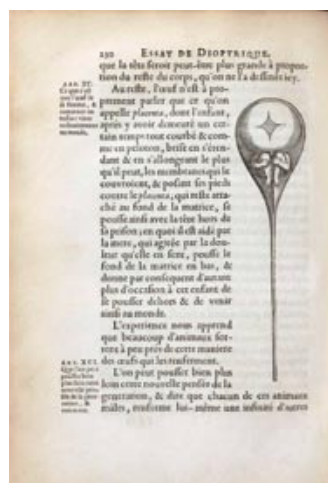 230 ESSAY DE DIOPTRIQUE.
que la tête seroit peut-être plus grande à propor-
tion du reste du corps, qu'on ne l'a dessinée icy.
Au reste, l'œuf n'est à pro-
prement parler que ce qu'on
appelle placenta, dont l'enfant,
après y avoir demeuré un cer-
tain temps tout courbé & com-
me en peloton, brise en s'éten-
dant & en s'allongeant le plus
qu'il peut, les membranes qui le
couvroient, & posant ses pieds
contre le placenta, qui reste atta-
ché au fond de la matrice, se
pousse ainsi avec la tête hors de
sa prison; en quoi il est aidé par
la mere, qui agitée par la dou-
leur qu'elle en sent, pousse le
fond de la matrice en bas, &
donne par consequent d'autant
plus d'occasion à cet enfant de
se pousser dehors & de venir
ainsi au monde.
L'experience nous apprend
que beaucoup d'animaux sor-
tent à peu près de cette maniere
des œufs qui les renferment.
L'on peut pousser bien plus
loin cette nouvelle pensée de la
generation, & dire que chacun de ces animaux
mâles, renferme lui-même une infinité d'autres